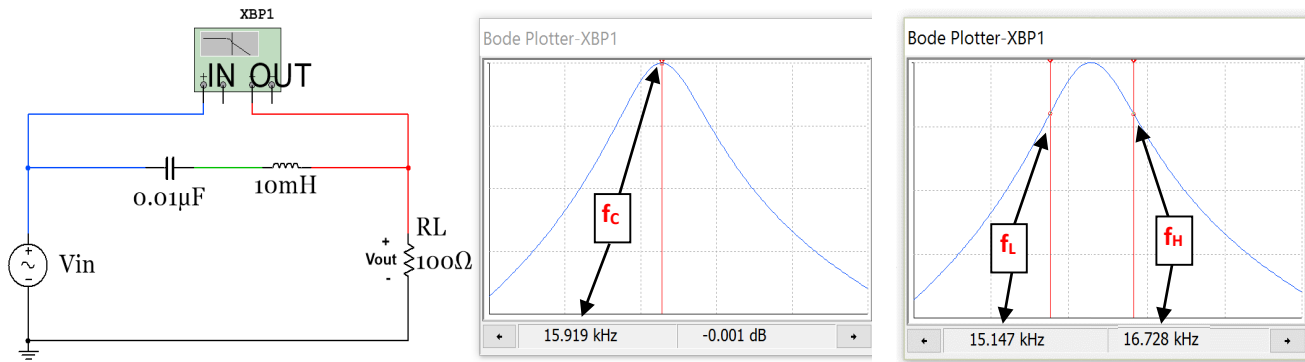 XBP1
IN OUT
+ - + -
0.01µF
10mH
RL
+
Vout
100Ω
-
+
Vin
-
Bode Plotter-XBP1
fC
15.919 kHz
-0.001 dB
Bode Plotter-XBP1
fL
fH
15.147 kHz
16.728 kHz